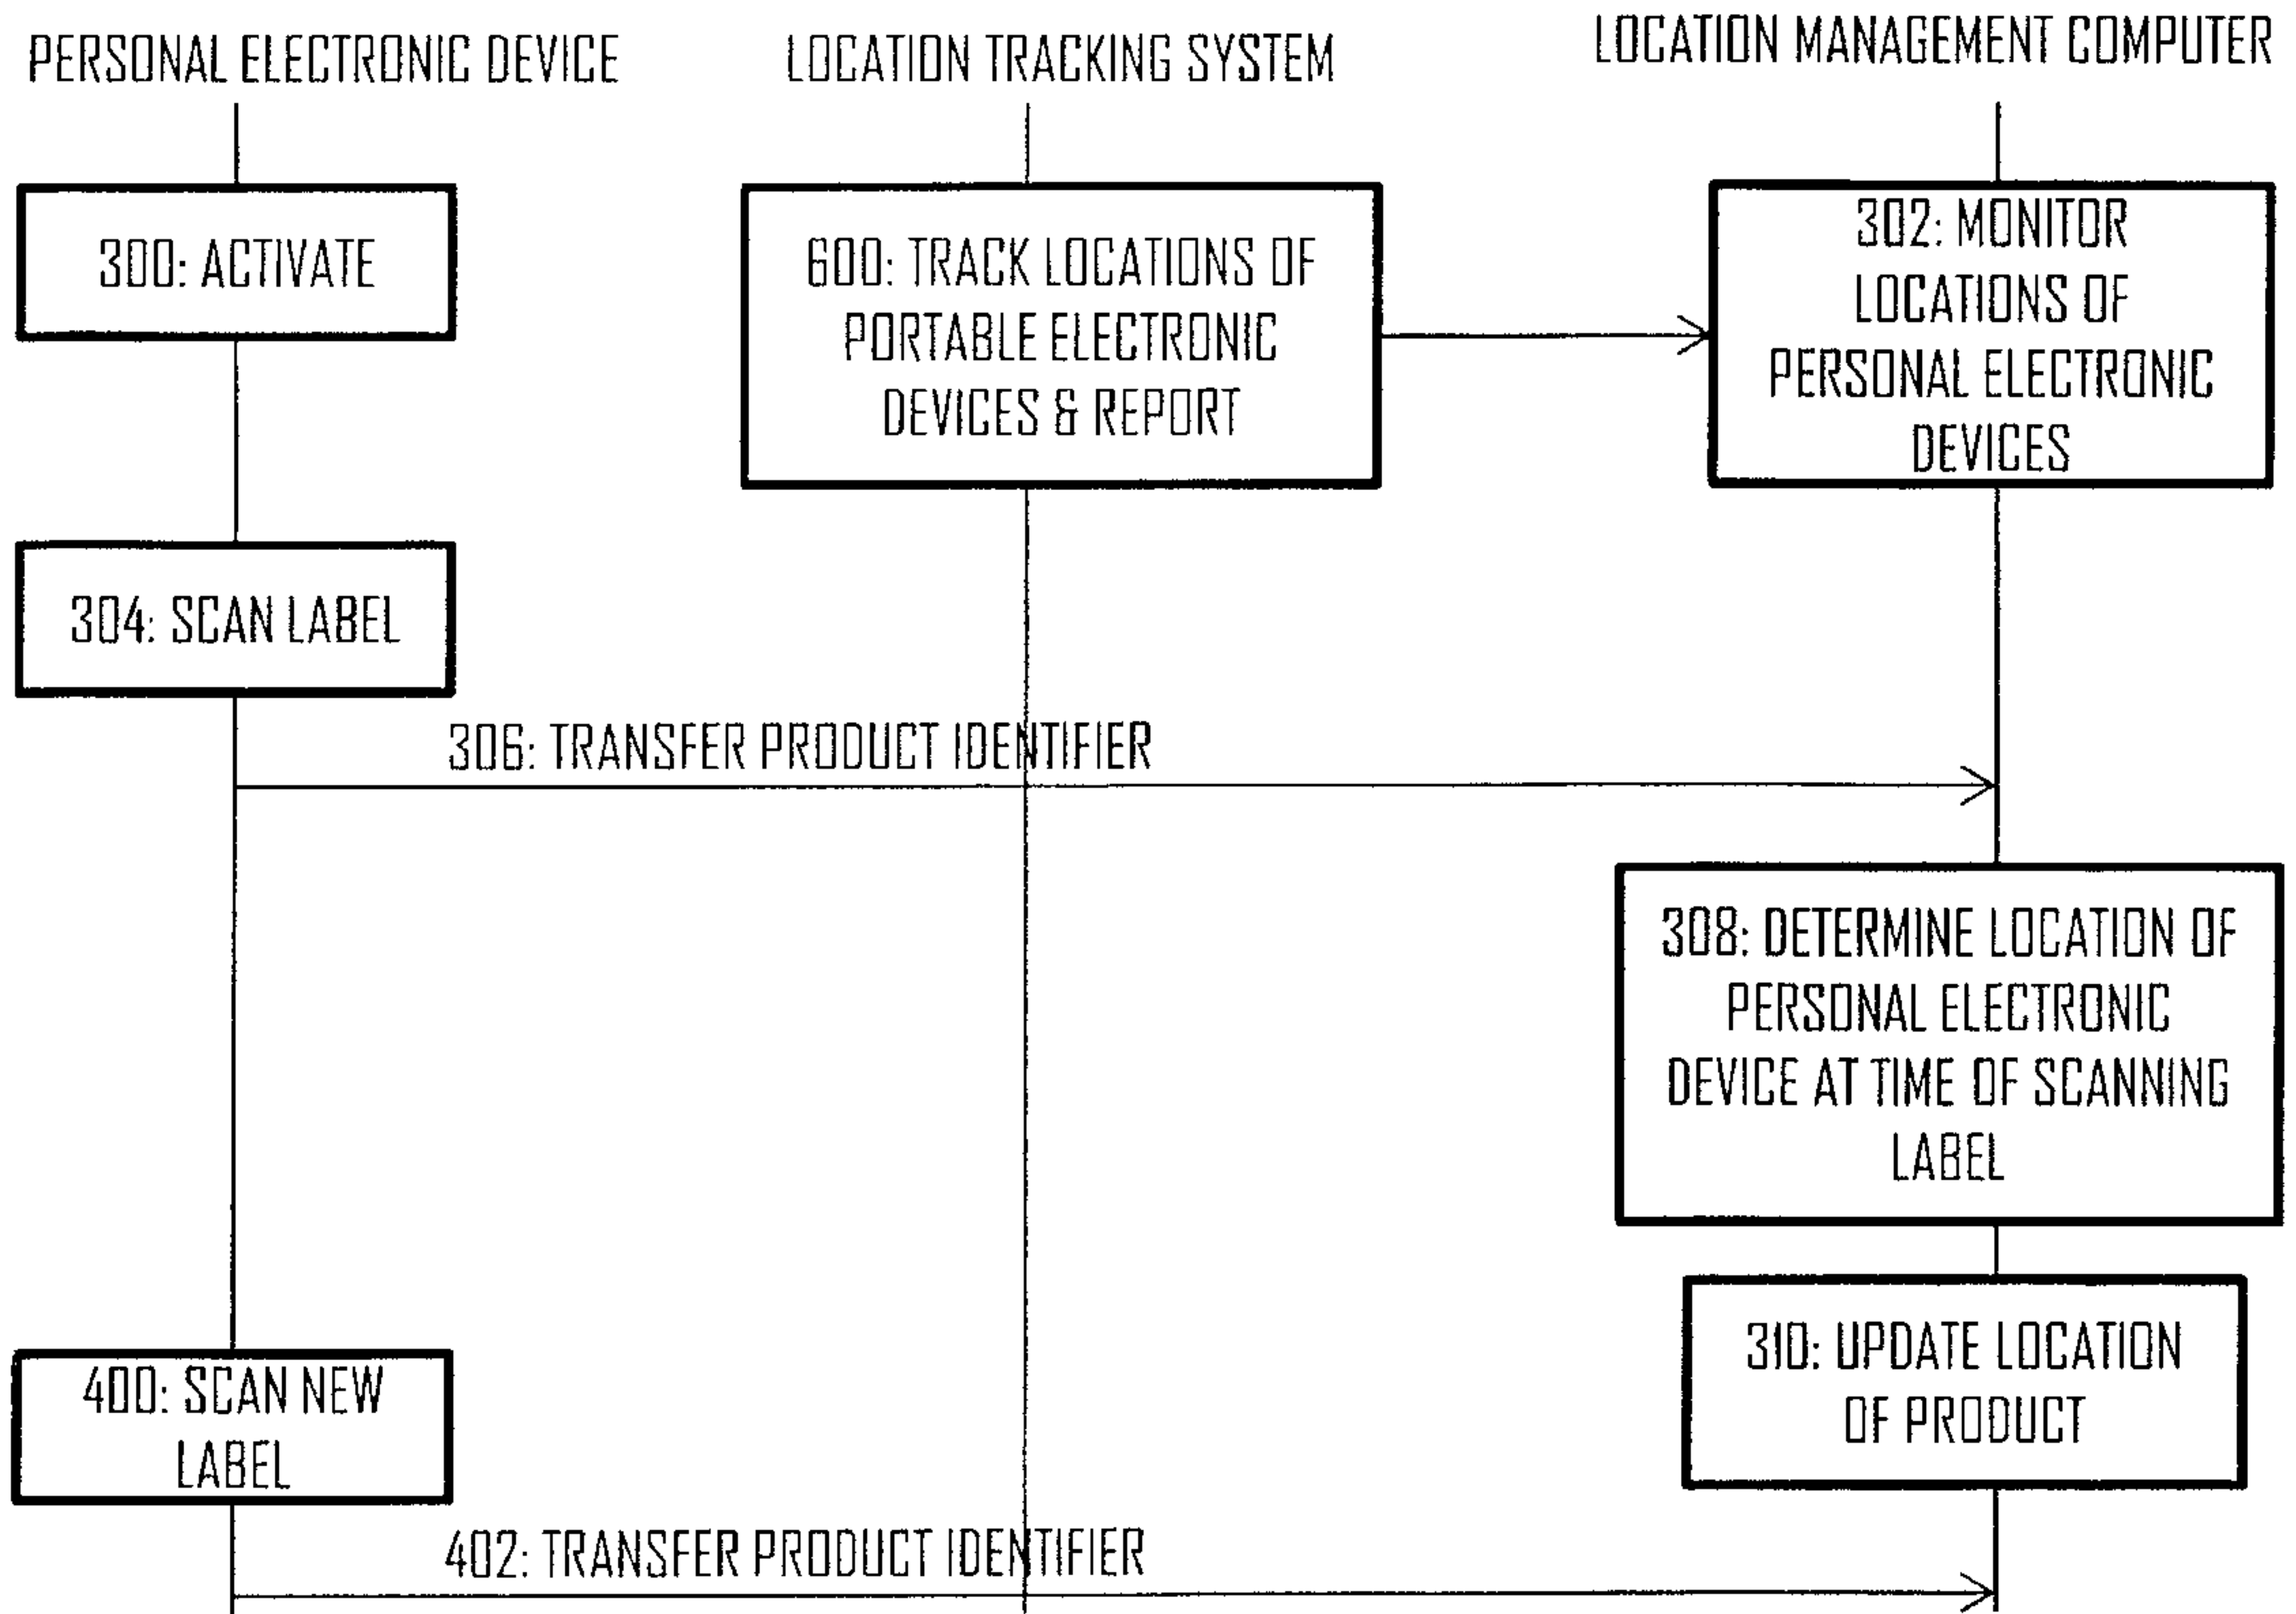 PERSONAL ELECTRONIC DEVICE
LOCATION TRACKING SYSTEM
LOCATION MANAGEMENT COMPUTER
300: ACTIVATE
600: TRACK LOCATIONS OF
PORTABLE ELECTRONIC
DEVICES & REPORT
302: MONITOR
LOCATIONS OF
PERSONAL ELECTRONIC
DEVICES
304: SCAN LABEL
306: TRANSFER PRODUCT IDENTIFIER
308: DETERMINE LOCATION OF
PERSONAL ELECTRONIC
DEVICE AT TIME OF SCANNING
LABEL
310: UPDATE LOCATION
OF PRODUCT
400: SCAN NEW
LABEL
402: TRANSFER PRODUCT IDENTIFIER